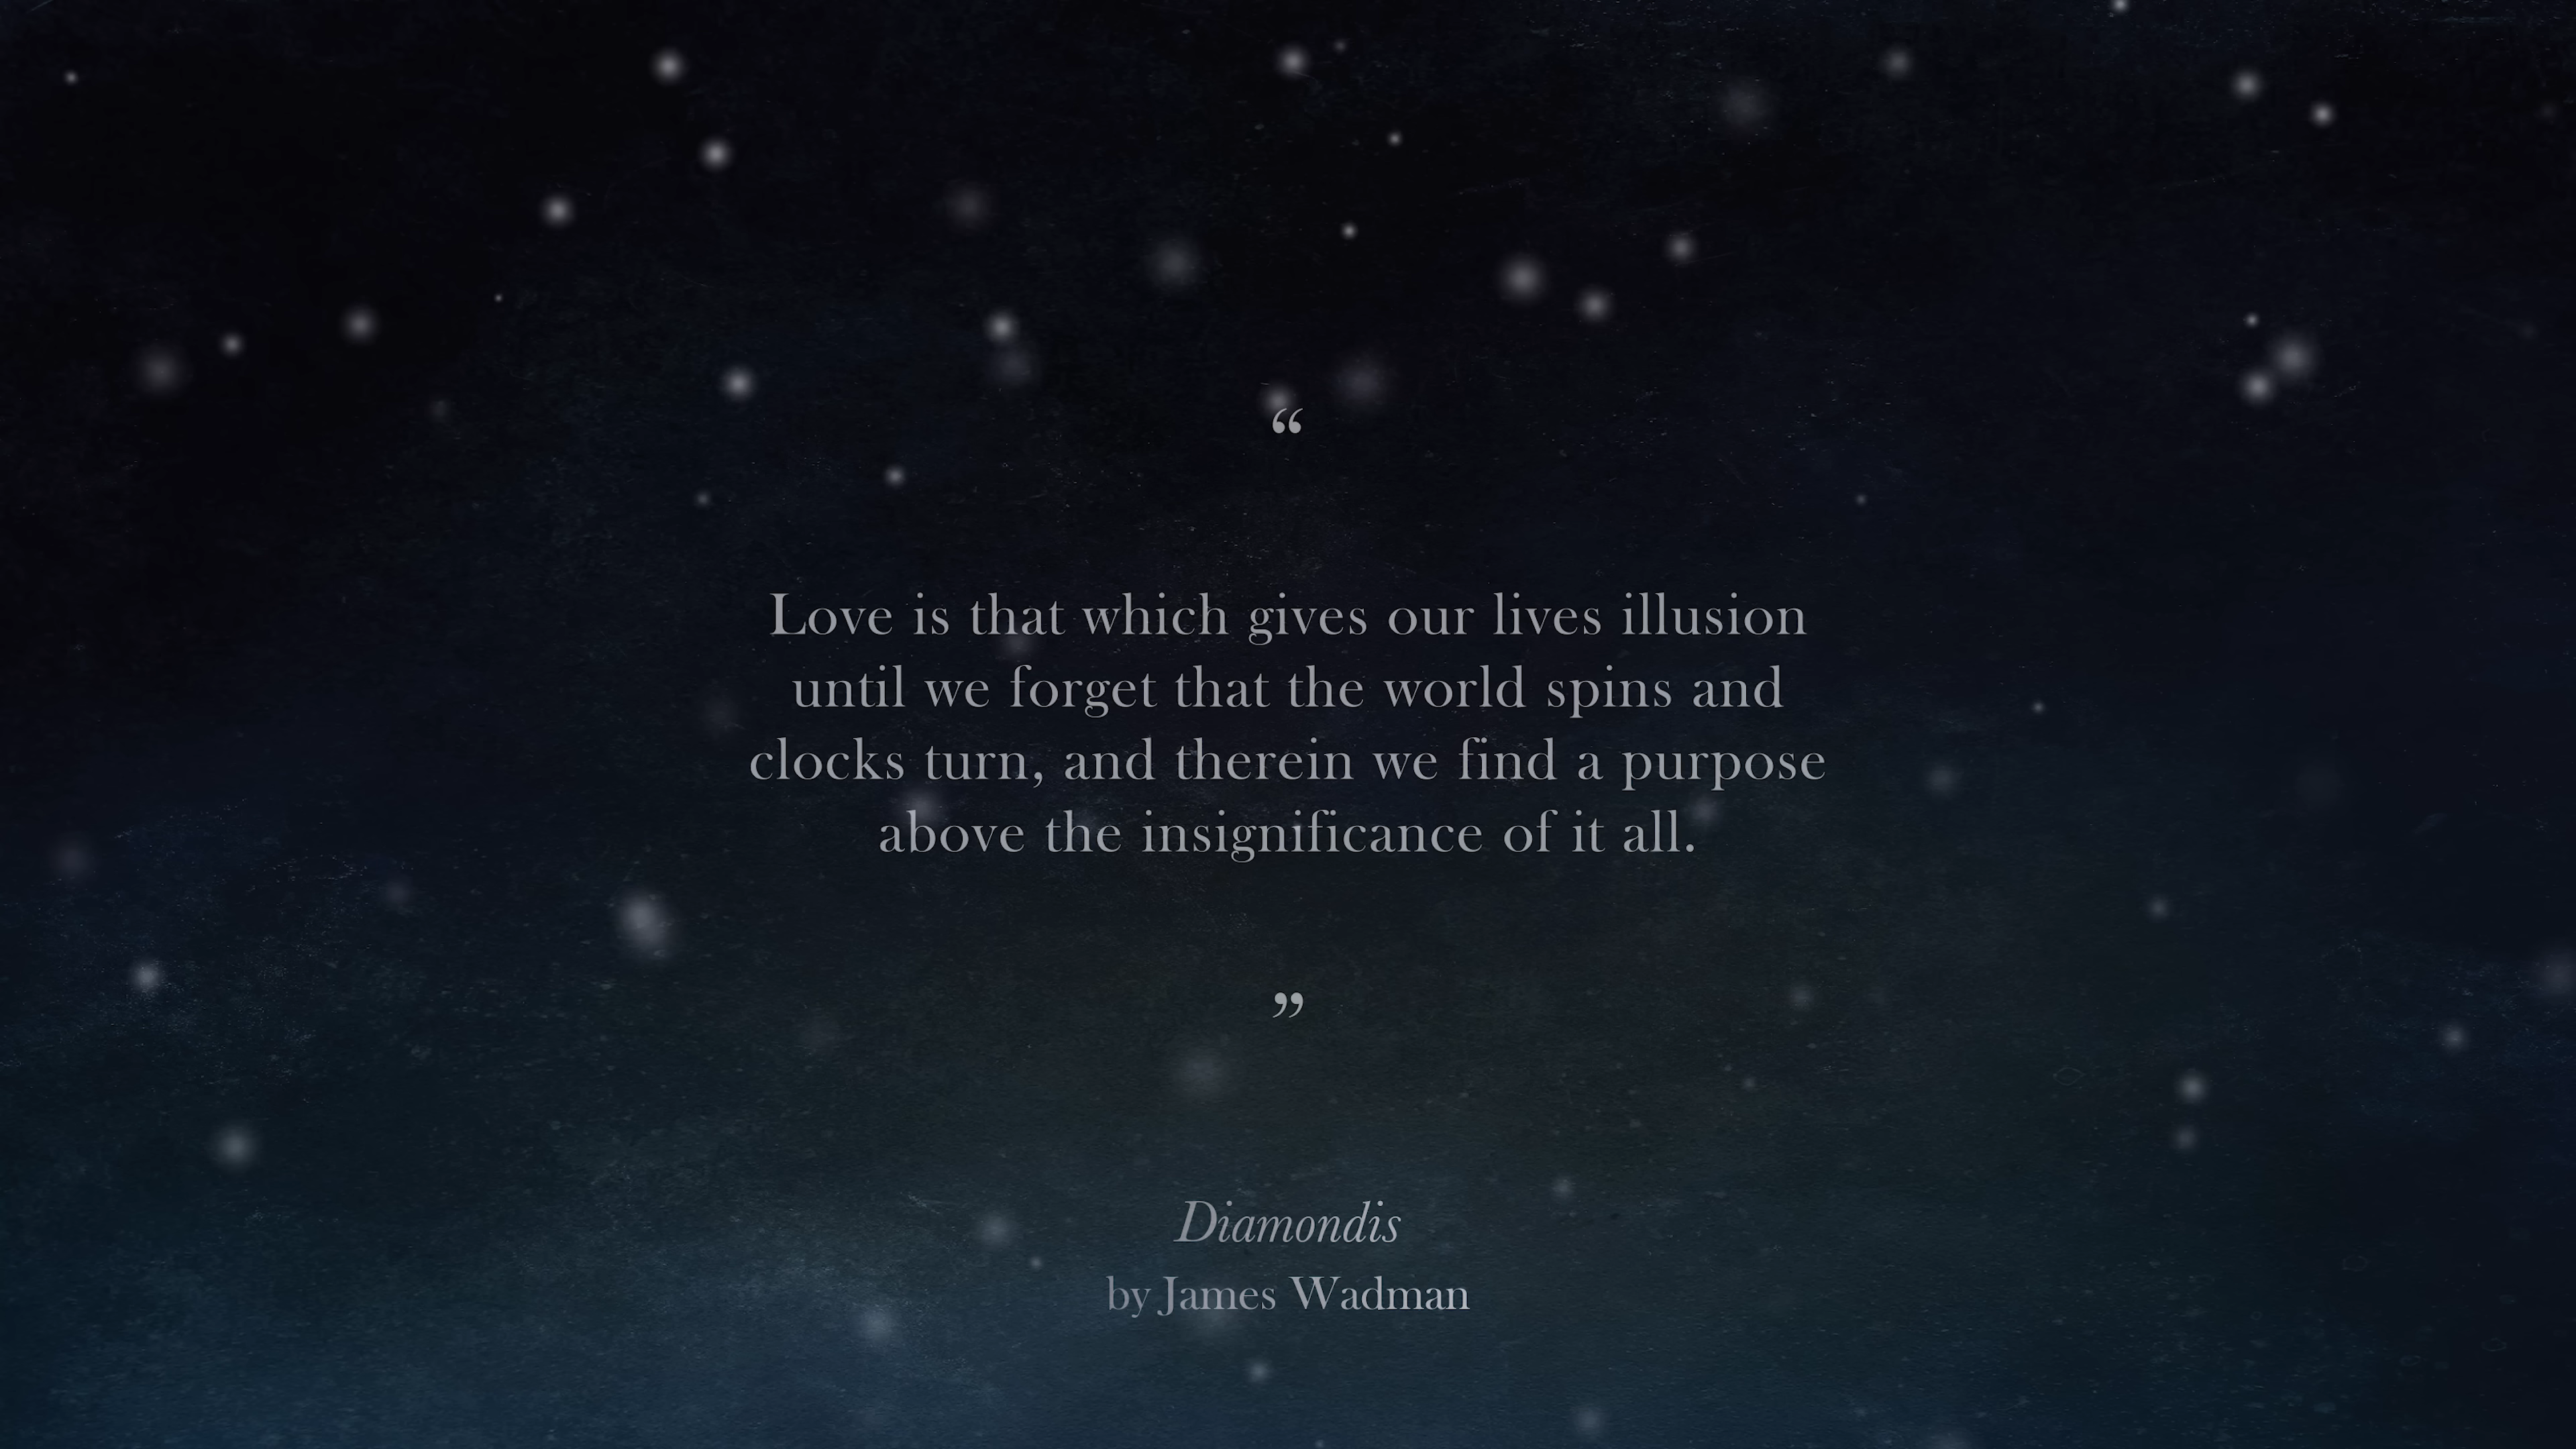 “
Love is that which gives our lives illusion
until we forget that the world spins and
clocks turn, and therein we find a purpose
above the insignificance of it all.
”
Diamondis
by James Wadman